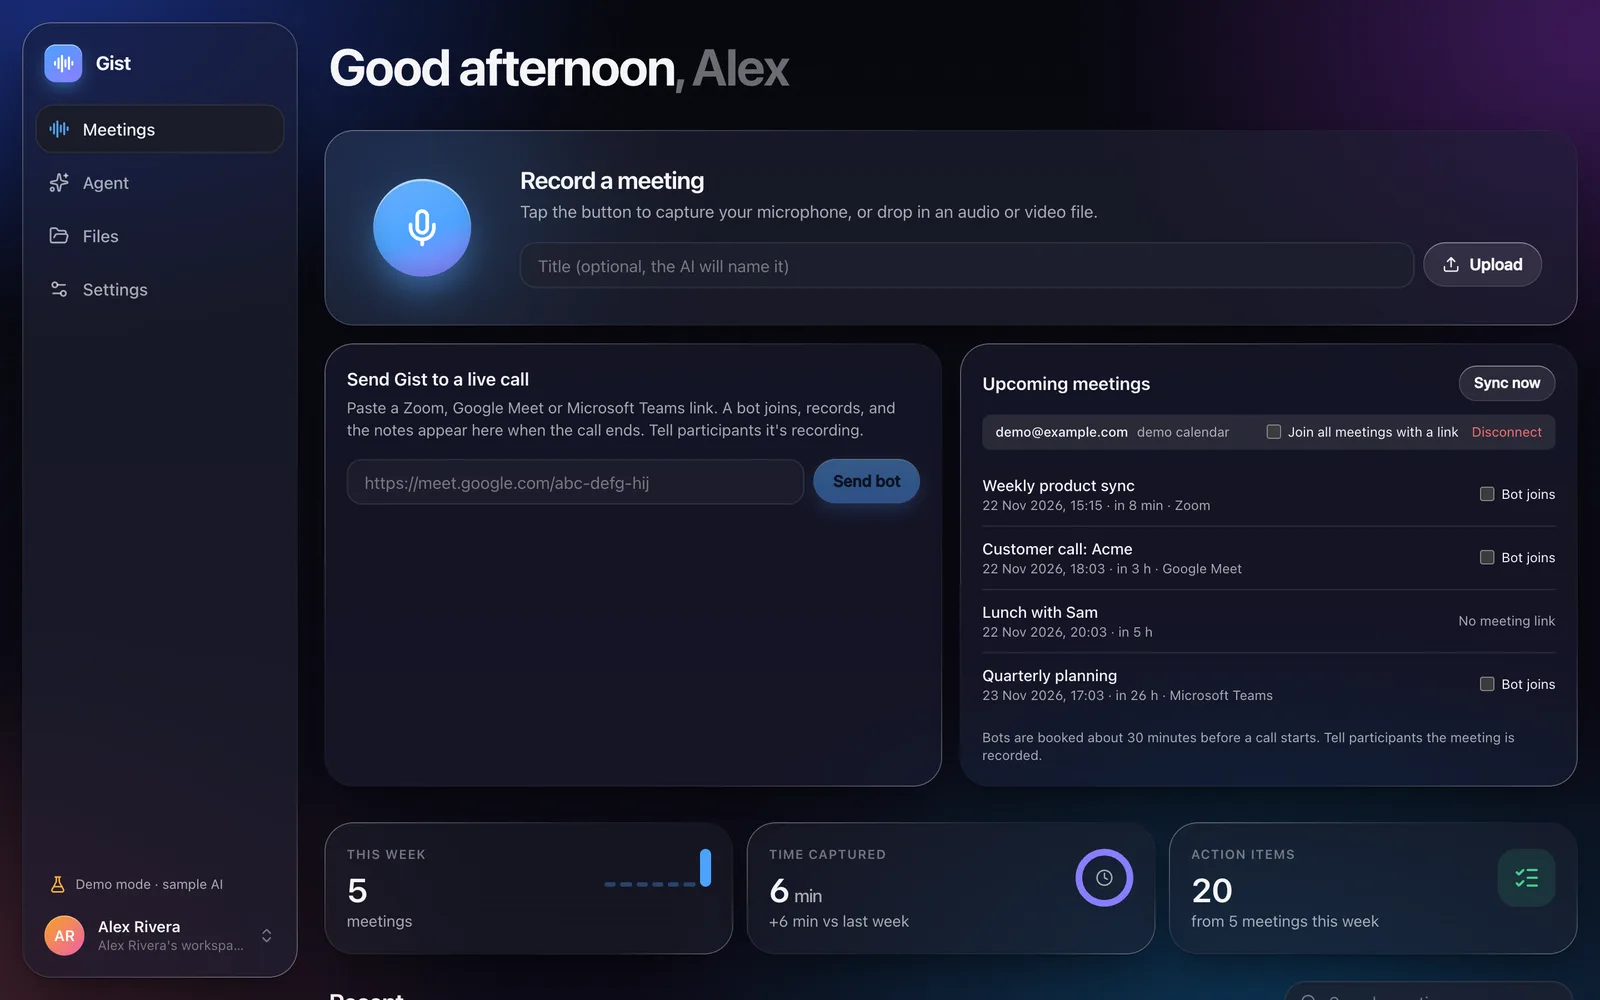 Gist
Meetings
Agent
Files
Settings
Demo mode · sample AI
AR
Alex Rivera
Alex Rivera's workspa...
Good afternoon, Alex
Record a meeting
Tap the button to capture your microphone, or drop in an audio or video file.
Title (optional, the AI will name it)
Upload
Send Gist to a live call
Paste a Zoom, Google Meet or Microsoft Teams link. A bot joins, records, and
the notes appear here when the call ends. Tell participants it's recording.
https://meet.google.com/abc-defg-hij
Send bot
Upcoming meetings
Sync now
demo@example.com demo calendar
Join all meetings with a link
Disconnect
Weekly product sync
22 Nov 2026, 15:15 · in 8 min · Zoom
Bot joins
Customer call: Acme
22 Nov 2026, 18:03 · in 3 h · Google Meet
Bot joins
Lunch with Sam
22 Nov 2026, 20:03 · in 5 h
No meeting link
Quarterly planning
23 Nov 2026, 17:03 · in 26 h · Microsoft Teams
Bot joins
Bots are booked about 30 minutes before a call starts. Tell participants the meeting is
recorded.
THIS WEEK
5
meetings
TIME CAPTURED
6 min
+6 min vs last week
ACTION ITEMS
20
from 5 meetings this week
Recent